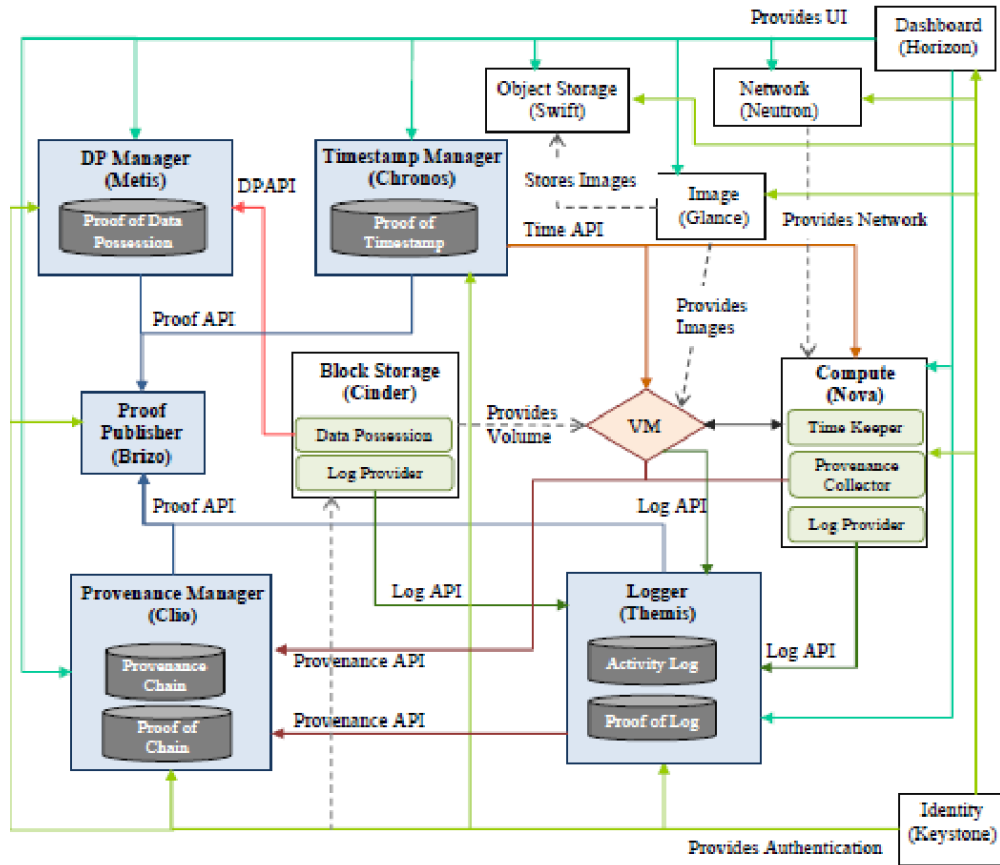 Provides UI
Dashboard
(Horizon)
Object Storage
(Swift)
Network
(Neutron)
DP Manager
(Metis)
Proof of Data
Possession
DPAPI
Timestamp Manager
(Chronos)
Proof of
Timestamp
Stores Images
Image
(Glance)
Time API
Provides Network
Provides
Images
Proof API
Block Storage
(Cinder)
Data Possession
Log Provider
Provides
Volume
VM
Compute
(Nova)
Time Keeper
Provenance
Collector
Log Provider
Proof
Publisher
(Brizo)
Proof API
Log API
Provenance Manager
(Clio)
Provenance
Chain
Proof of
Chain
Log API
Logger
(Themis)
Activity Log
Proof of Log
Log API
Provenance API
Provenance API
Identity
(Keystone)
Provides Authentication